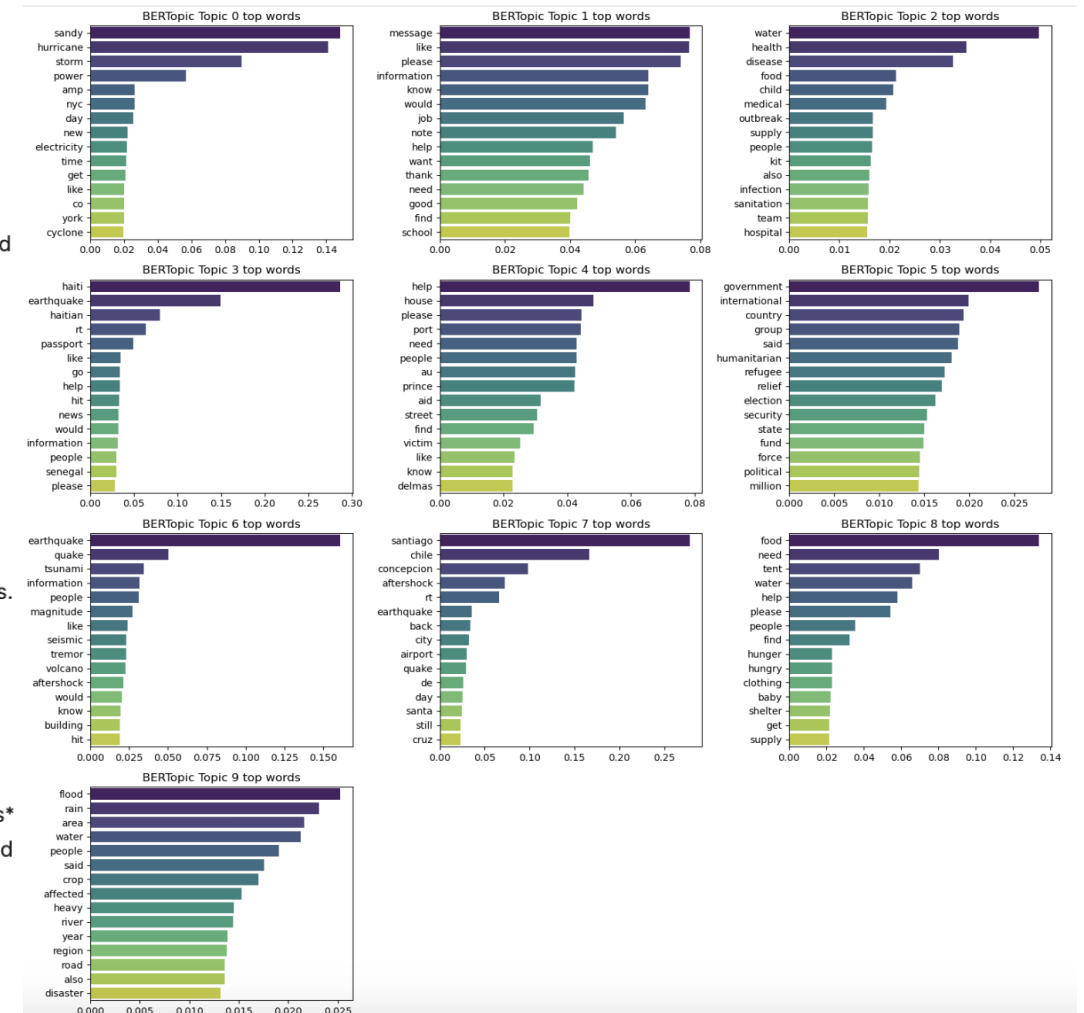 BERTopic Topic 0 top words
sandy
hurricane
storm
power
amp
nyc
day
new
electricity
time
get
like
co
york
cyclone
0.00 0.02 0.04 0.06 0.08 0.10 0.12 0.14
BERTopic Topic 1 top words
message
like
please
information
know
would
job
note
help
want
thank
need
good
find
school
0.00 0.02 0.04 0.06 0.08
BERTopic Topic 2 top words
water
health
disease
food
child
medical
outbreak
supply
people
kit
also
infection
sanitation
team
hospital
0.00 0.01 0.02 0.03 0.04 0.05
d
BERTopic Topic 3 top words
haiti
earthquake
haitian
rt
passport
like
go
help
hit
news
would
information
people
senegal
please
0.00 0.05 0.10 0.15 0.20 0.25 0.30
BERTopic Topic 4 top words
help
house
please
port
need
people
au
prince
aid
street
find
victim
like
know
delmas
0.00 0.02 0.04 0.06 0.08
BERTopic Topic 5 top words
government
international
country
group
said
humanitarian
refugee
relief
election
security
state
fund
force
political
million
0.000 0.005 0.010 0.015 0.020 0.025
BERTopic Topic 6 top words
earthquake
quake
tsunami
information
people
magnitude
like
seismic
tremor
volcano
aftershock
would
know
building
hit
0.000 0.025 0.050 0.075 0.100 0.125 0.150
s.
BERTopic Topic 7 top words
santiago
chile
concepcion
aftershock
rt
earthquake
back
city
airport
quake
de
day
santa
still
cruz
0.00 0.05 0.10 0.15 0.20 0.25
BERTopic Topic 8 top words
food
need
tent
water
help
please
people
find
hunger
hungry
clothing
baby
shelter
get
supply
0.00 0.02 0.04 0.06 0.08 0.10 0.12 0.14
BERTopic Topic 9 top words
flood
rain
area
water
people
said
crop
affected
heavy
river
year
region
road
also
disaster
0.000 0.005 0.010 0.015 0.020 0.025
s*
d